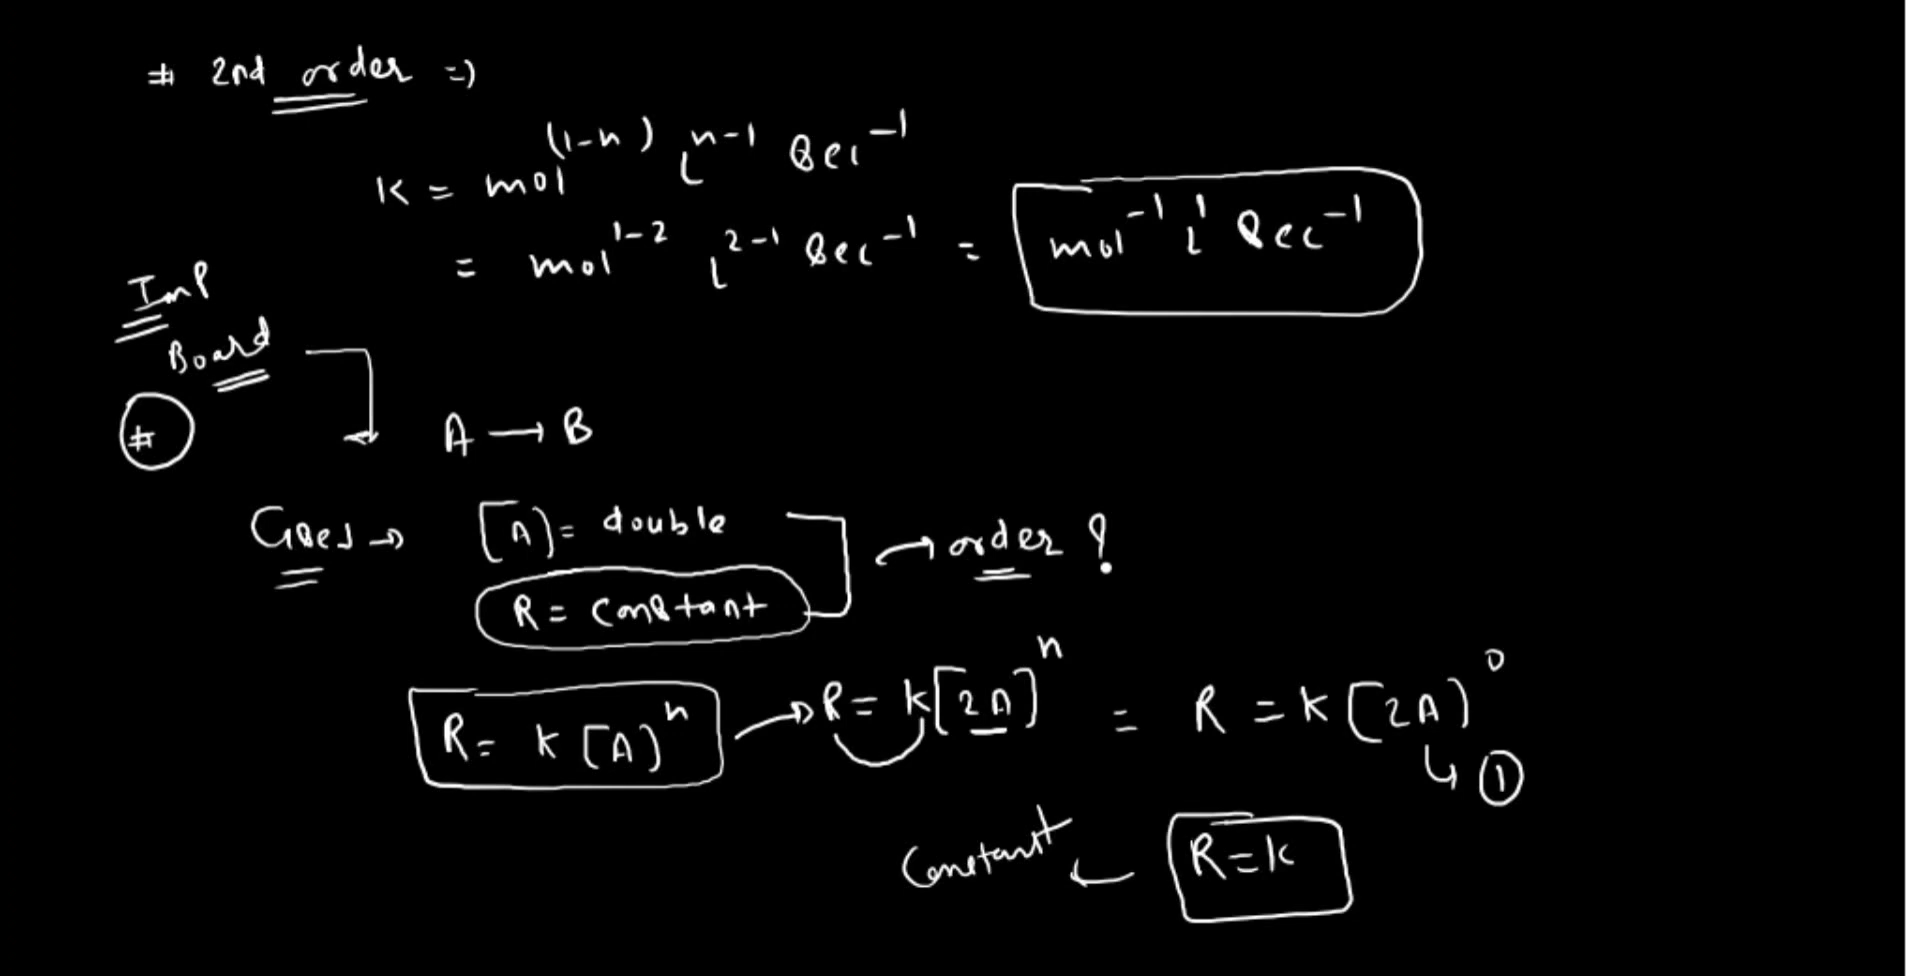 # 2nd order =)
K = mol^(1-n) L^n-1 Sec^-1
= mol^1-2 L^2-1 Sec^-1 = mol^-1 L^1 Sec^-1
Imp
Board
# A → B
[A] = double
→ order ?
R = constant
R = K [A]^n → R = K[2A]^n = R = K [2A]^0
↳ 1
Constant ← R = K